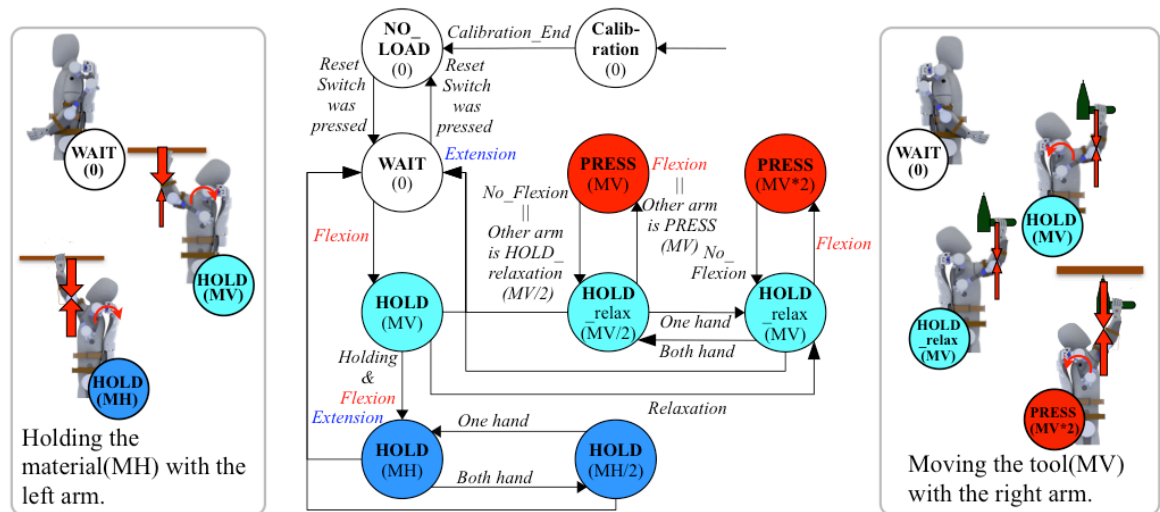 WAIT
(0)
HOLD
(MV)
HOLD
(MH)
Holding the
material(MH) with the
left arm.
NO_
LOAD
(0)
Calibration_End
Calib-
ration
(0)
Reset
Switch
was
pressed
Reset
Switch
was
pressed
WAIT
(0)
Extension
PRESS
(MV)
Flexion
||
Other arm
is PRESS
(MV)
PRESS
(MV*2)
No_Flexion
||
Other arm
is HOLD_
relaxation
(MV/2)
Flexion
No_
Flexion
Flexion
HOLD
(MV)
HOLD
_relax
(MV/2)
One hand
Both hand
HOLD
_relax
(MV)
Holding
&
Flexion
Extension
Relaxation
HOLD
(MH)
One hand
Both hand
HOLD
(MH/2)
WAIT
(0)
HOLD
(MV)
HOLD
_relax
(MV)
PRESS
(MV*2)
Moving the tool(MV)
with the right arm.